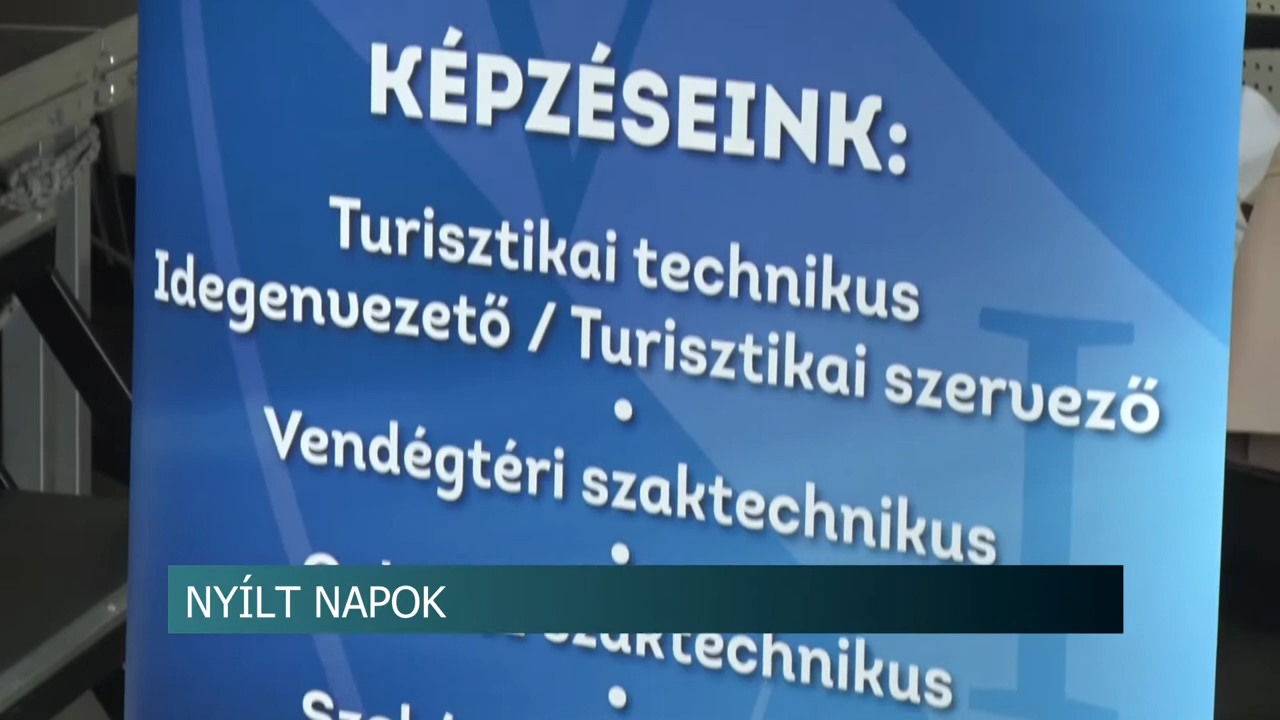 KÉPZÉSEINK:
Turisztikai technikus
Idegenvezető / Turisztikai szervező
•
Vendégtéri szaktechnikus
•
NYÍLT NAPOK
szaktechnikus
•